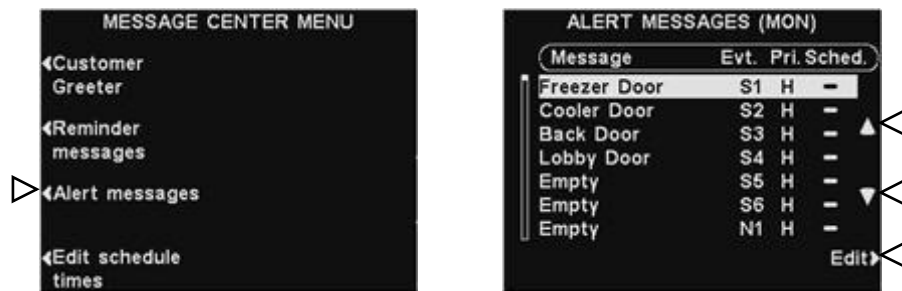 MESSAGE CENTER MENU
Customer
Greeter
Reminder
messages
Alert messages
Edit schedule
times
ALERT MESSAGES (MON)
Message Evt. Pri. Sched.
Freezer Door S1 H –
Cooler Door S2 H –
Back Door S3 H –
Lobby Door S4 H –
Empty S5 H –
Empty S6 H –
Empty N1 H –
Edit